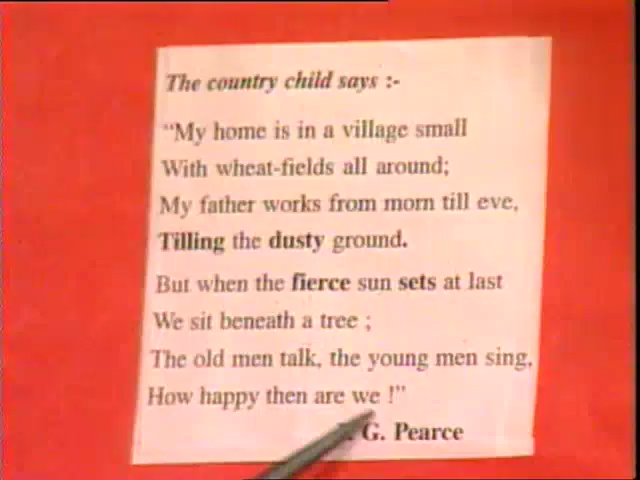 The country child says :-
“My home is in a village small
With wheat-fields all around;
My father works from morn till eve,
Tilling the dusty ground.
But when the fierce sun sets at last
We sit beneath a tree ;
The old men talk, the young men sing,
How happy then are we !”
G. Pearce